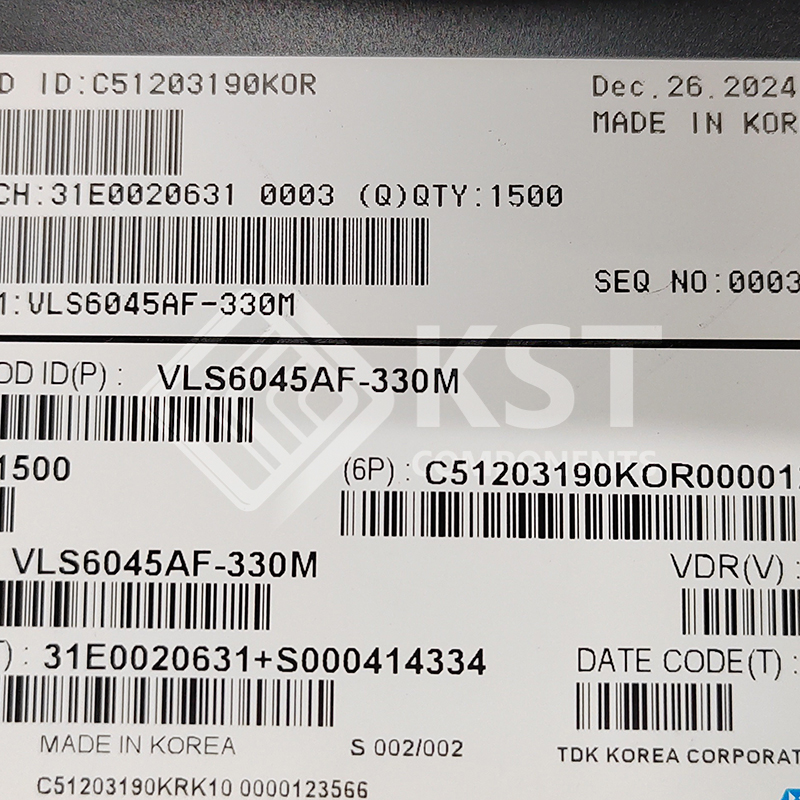 D ID:C51203190KOR
Dec.26.2024
MADE IN KOR
CH:31E0020631 0003 (Q)QTY:1500
SEQ NO:0003
1:VLS6045AF-330M
KST
COMPONENTS
OD ID(P) : VLS6045AF-330M
1500
(6P) : C51203190KOR00001
VLS6045AF-330M
VDR(V) :
T) : 31E0020631+S000414334
DATE CODE(T) :
MADE IN KOREA
S 002/002
TDK KOREA CORPORAT
C51203190KRK10 0000123566